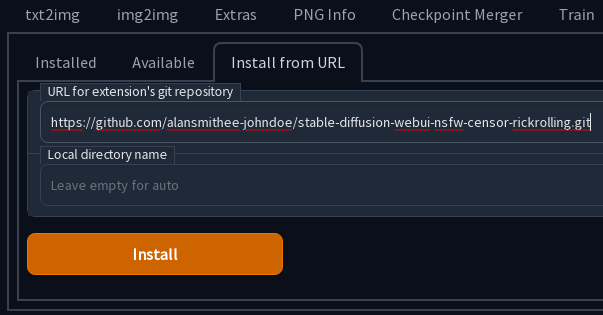 txt2img img2img Extras PNG Info Checkpoint Merger Train
Installed Available Install from URL
URL for extension's git repository
https://github.com/alansmithee-johndoe/stable-diffusion-webui-nsfw-censor-rickrolling.git
Local directory name
Leave empty for auto
Install